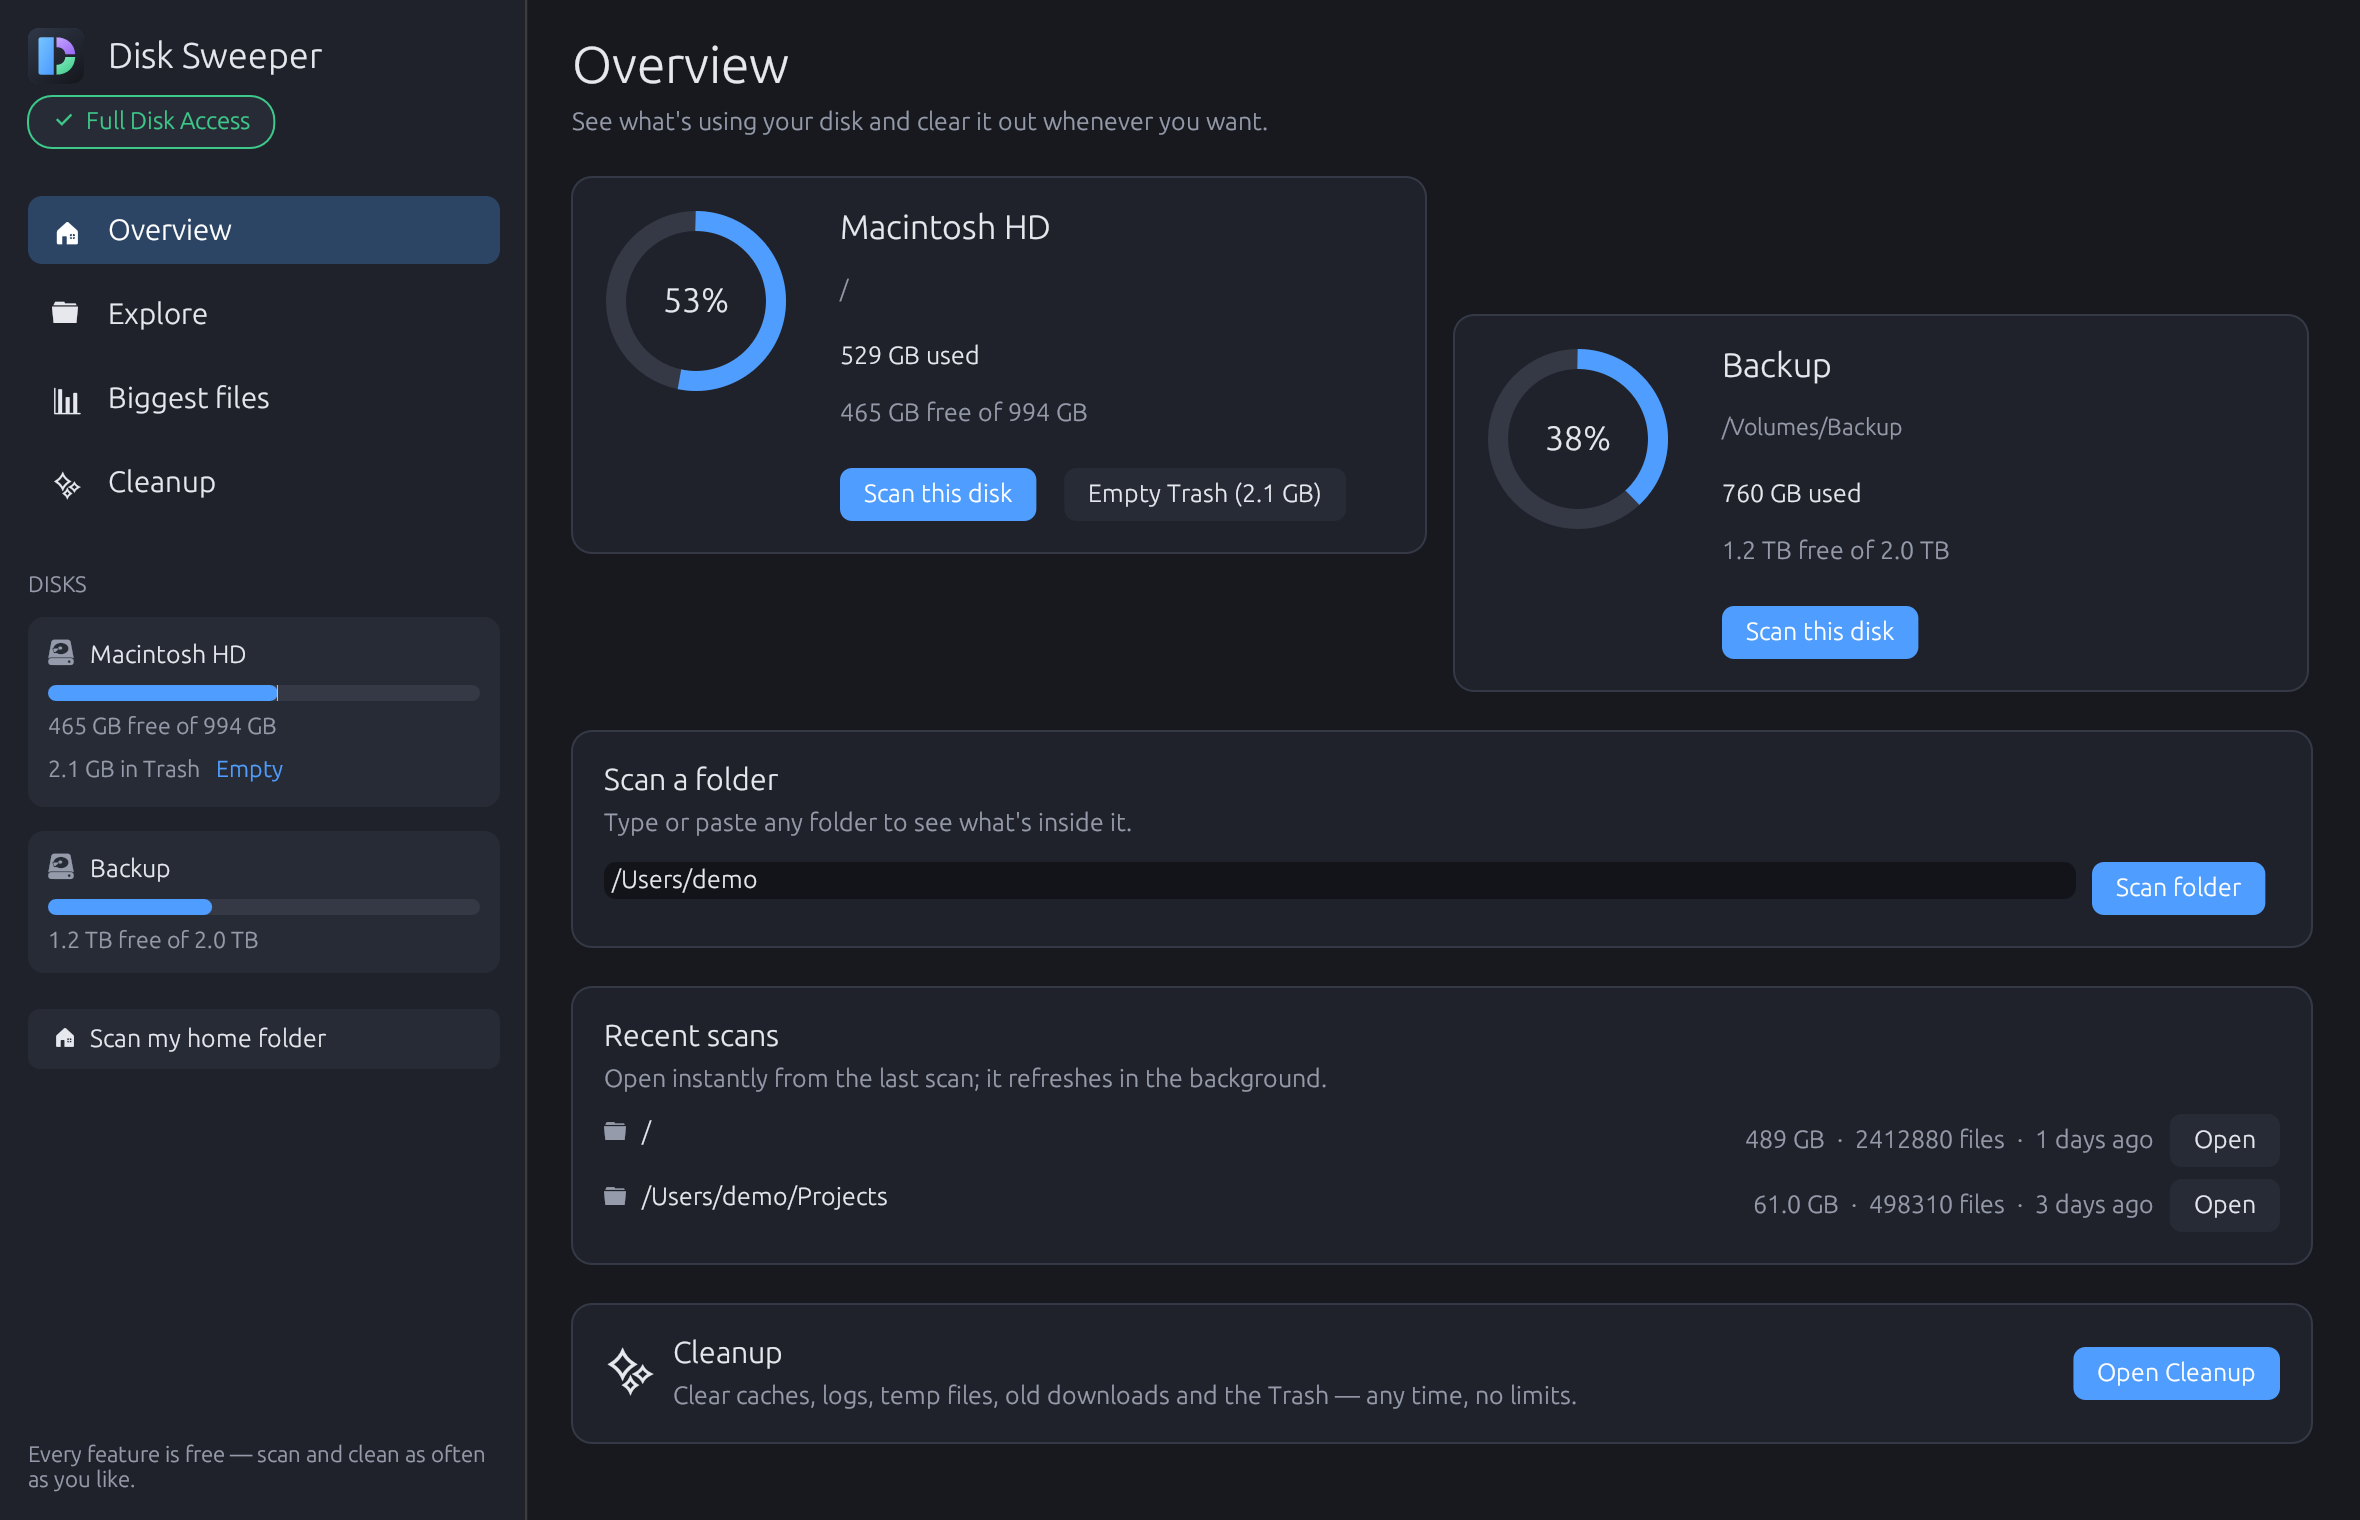 Disk Sweeper
Full Disk Access
Overview
Explore
Biggest files
Cleanup
DISKS
Macintosh HD
465 GB free of 994 GB
2.1 GB in Trash Empty
Backup
1.2 TB free of 2.0 TB
Scan my home folder
Every feature is free — scan and clean as often
as you like.
Overview
See what's using your disk and clear it out whenever you want.
53%
Macintosh HD
/
529 GB used
465 GB free of 994 GB
Scan this disk
Empty Trash (2.1 GB)
38%
Backup
/Volumes/Backup
760 GB used
1.2 TB free of 2.0 TB
Scan this disk
Scan a folder
Type or paste any folder to see what's inside it.
/Users/demo
Scan folder
Recent scans
Open instantly from the last scan; it refreshes in the background.
/ 489 GB · 2412880 files · 1 days ago Open
/Users/demo/Projects 61.0 GB · 498310 files · 3 days ago Open
Cleanup
Clear caches, logs, temp files, old downloads and the Trash — any time, no limits.
Open Cleanup